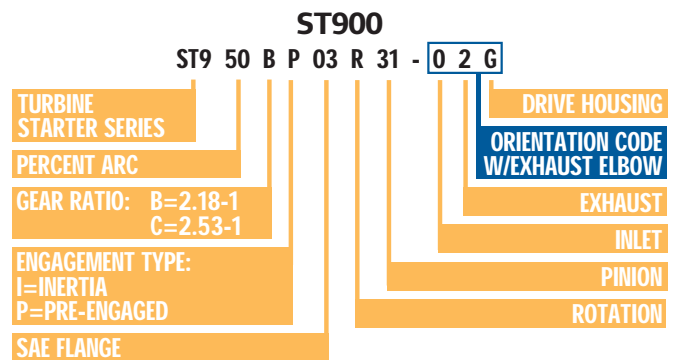 ST900
ST9 50 B P 03 R 31 - 0 2 G
TURBINE
STARTER SERIES
PERCENT ARC
GEAR RATIO: B=2.18-1
C=2.53-1
ENGAGEMENT TYPE:
I=INERTIA
P=PRE-ENGAGED
SAE FLANGE
DRIVE HOUSING
ORIENTATION CODE
W/EXHAUST ELBOW
EXHAUST
INLET
PINION
ROTATION